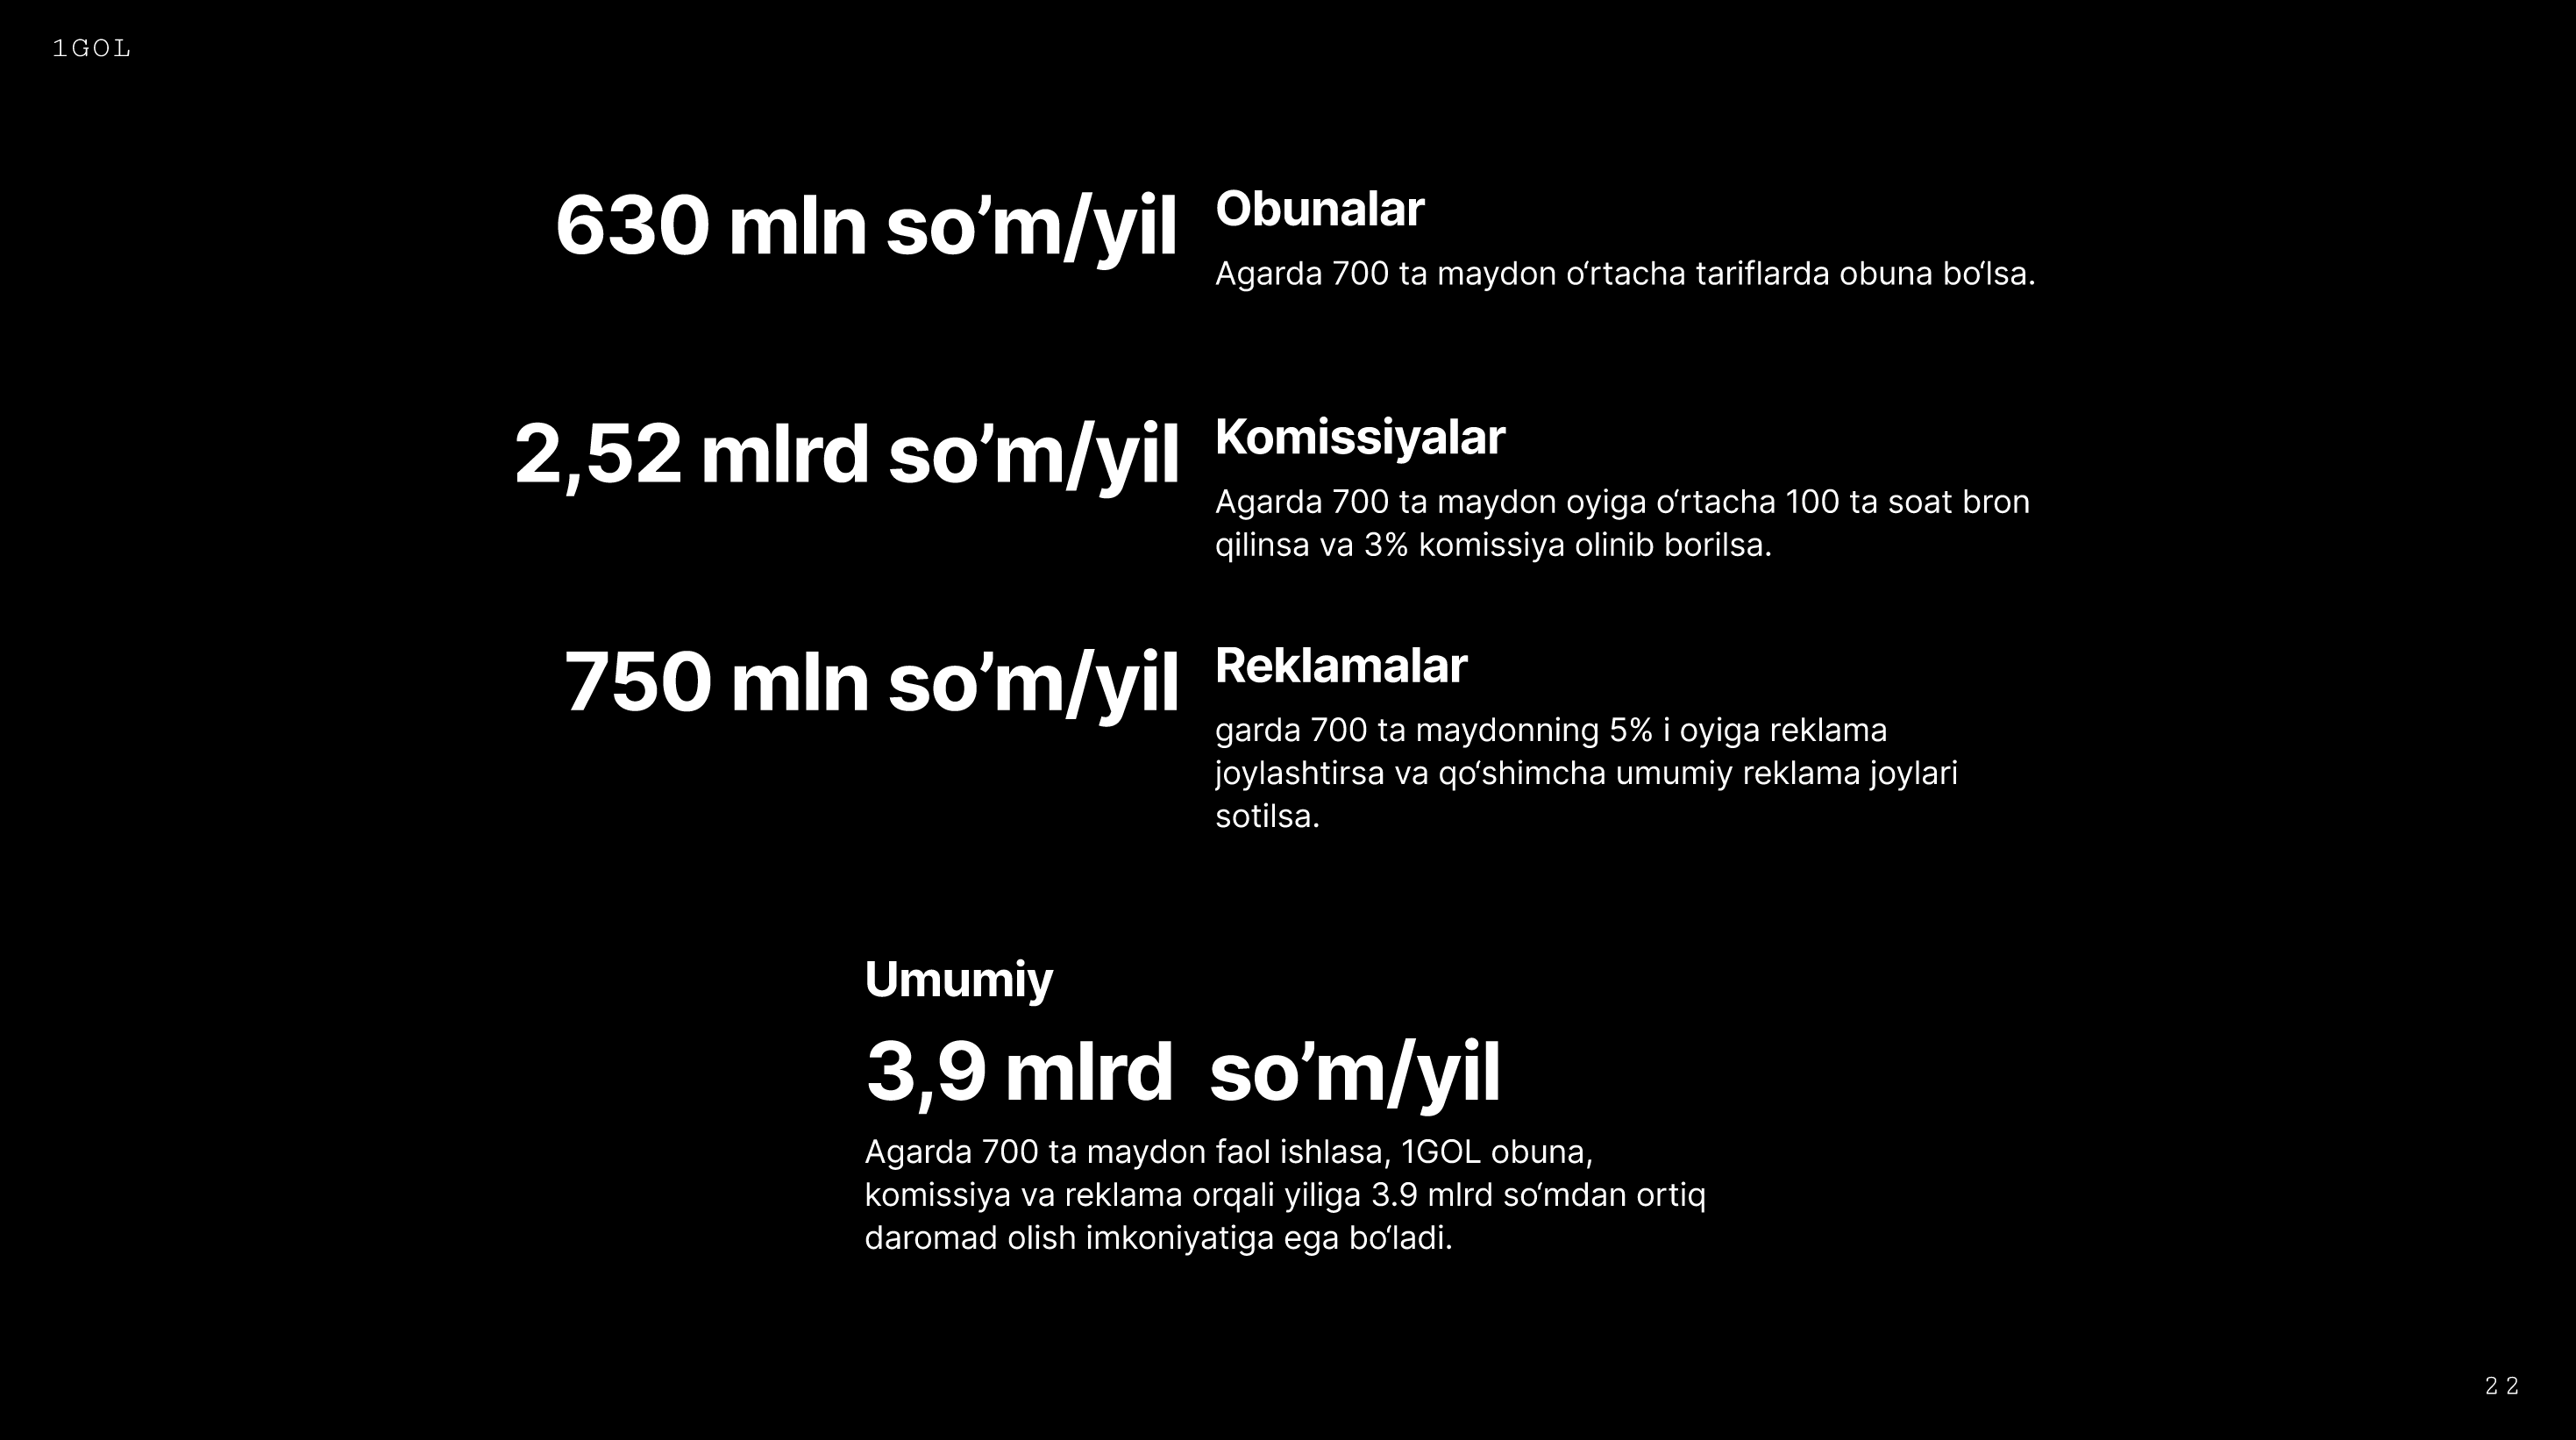 1GOL
630 mln so’m/yil
Obunalar
Agarda 700 ta maydon o‘rtacha tariflarda obuna bo‘lsa.
2,52 mlrd so’m/yil
Komissiyalar
Agarda 700 ta maydon oyiga o‘rtacha 100 ta soat bron
qilinsa va 3% komissiya olinib borilsa.
750 mln so’m/yil
Reklamalar
garda 700 ta maydonning 5% i oyiga reklama
joylashtirsa va qo‘shimcha umumiy reklama joylari
sotilsa.
Umumiy
3,9 mlrd  so’m/yil
Agarda 700 ta maydon faol ishlasa, 1GOL obuna,
komissiya va reklama orqali yiliga 3.9 mlrd so‘mdan ortiq
daromad olish imkoniyatiga ega bo‘ladi.
22